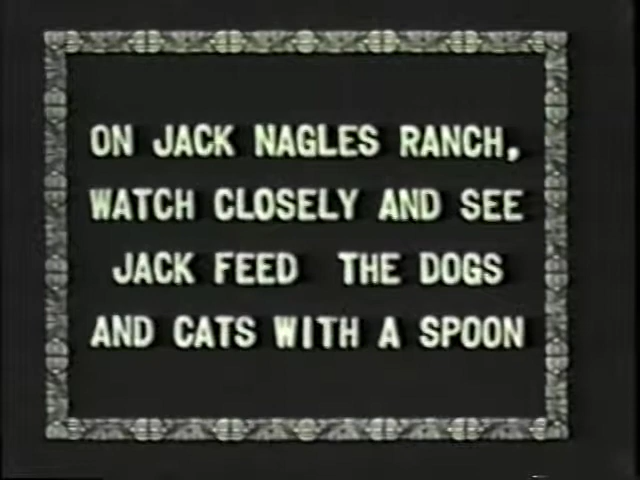 ON JACK NAGLES RANCH,
WATCH CLOSELY AND SEE
JACK FEED THE DOGS
AND CATS WITH A SPOON